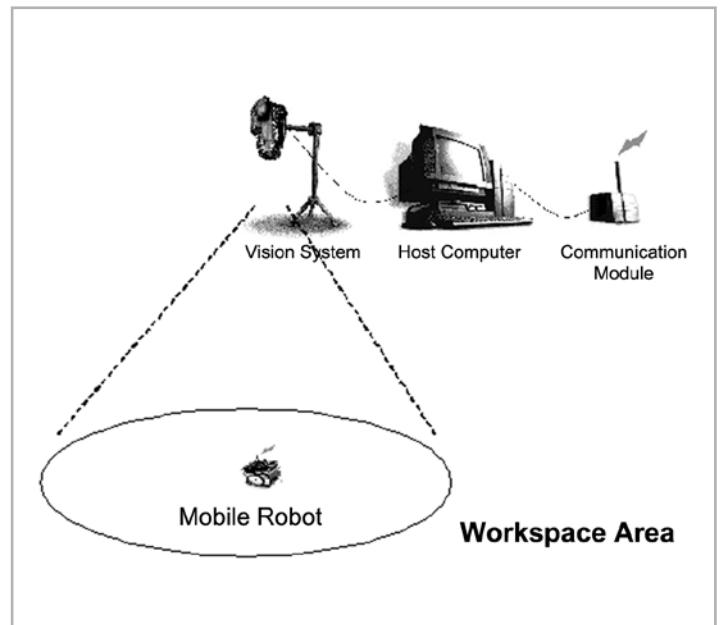 Vision System
Host Computer
Communication
Module
Mobile Robot
Workspace Area